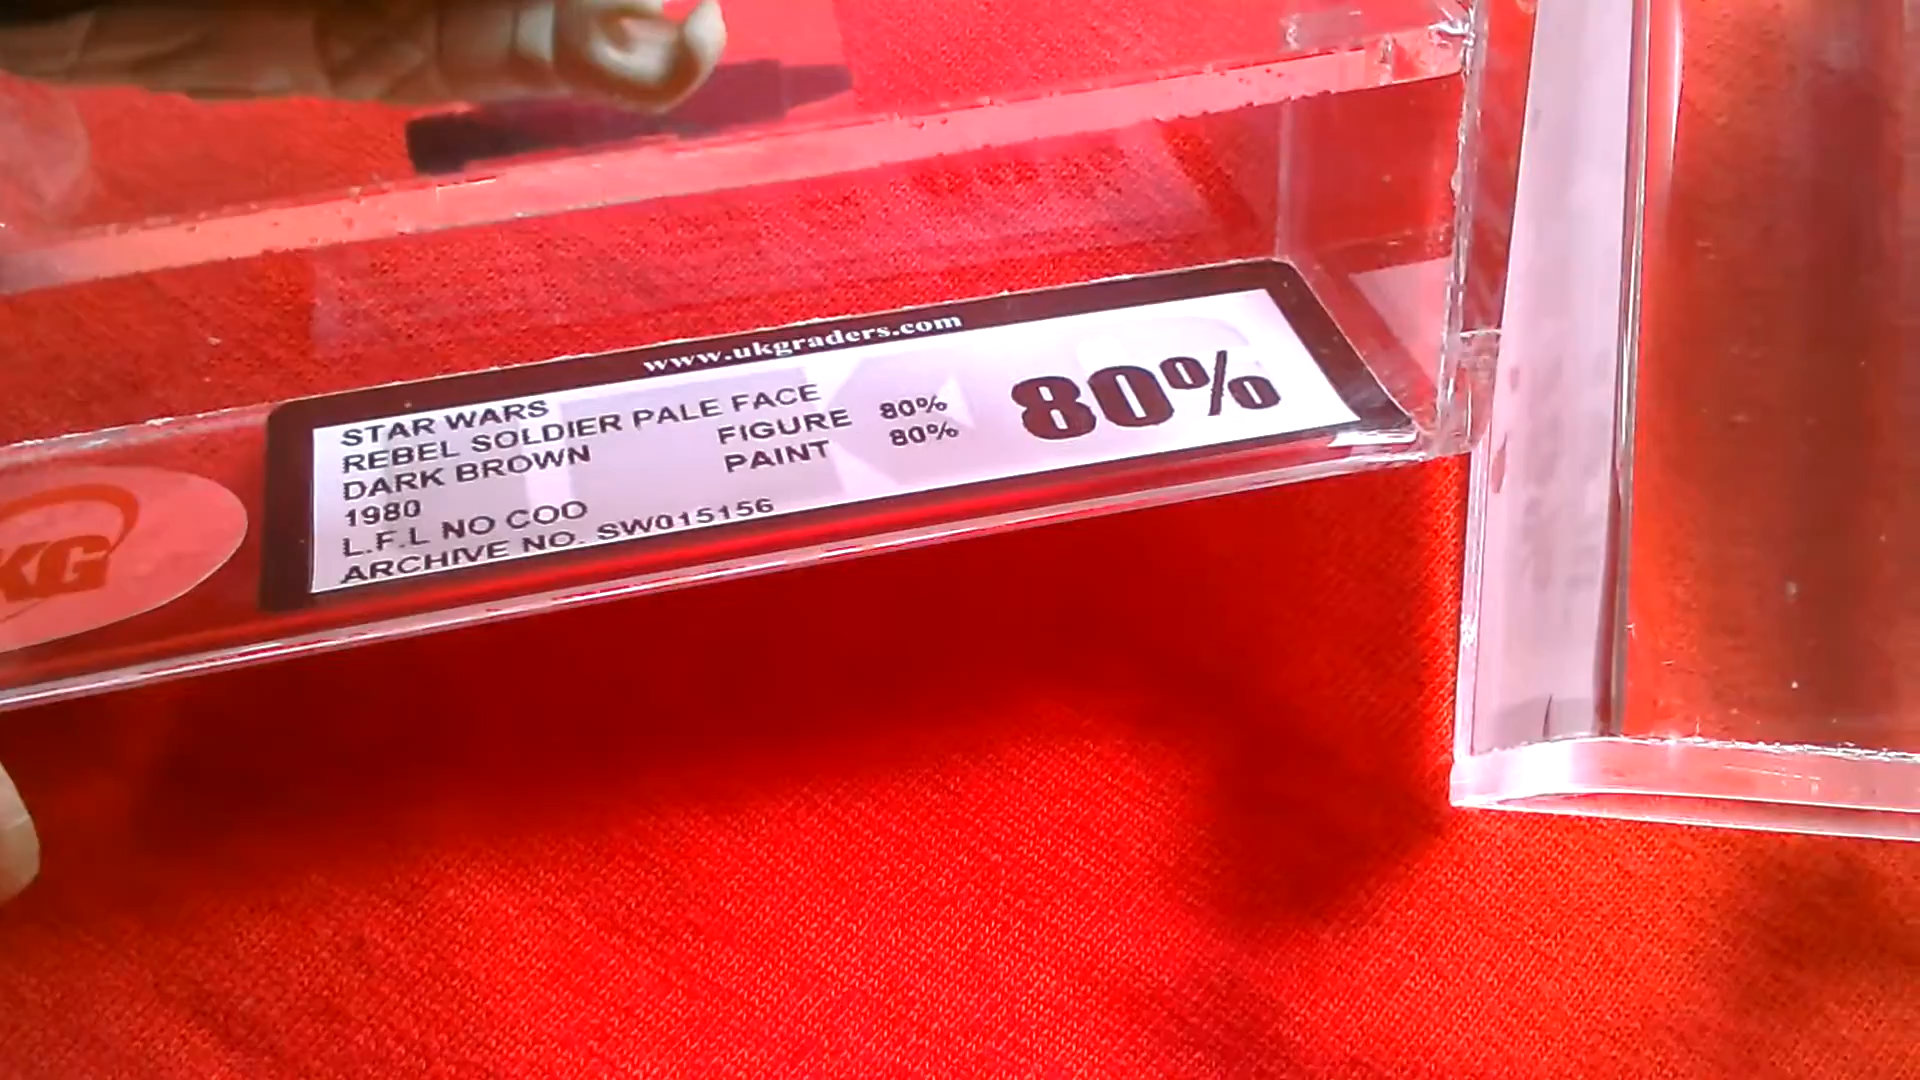 www.ukgraders.com
STAR WARS
REBEL SOLDIER PALE FACE
DARK BROWN
FIGURE 80%
1980
PAINT 80%
L.F.L NO COO
ARCHIVE NO. SW015156
80%
KG